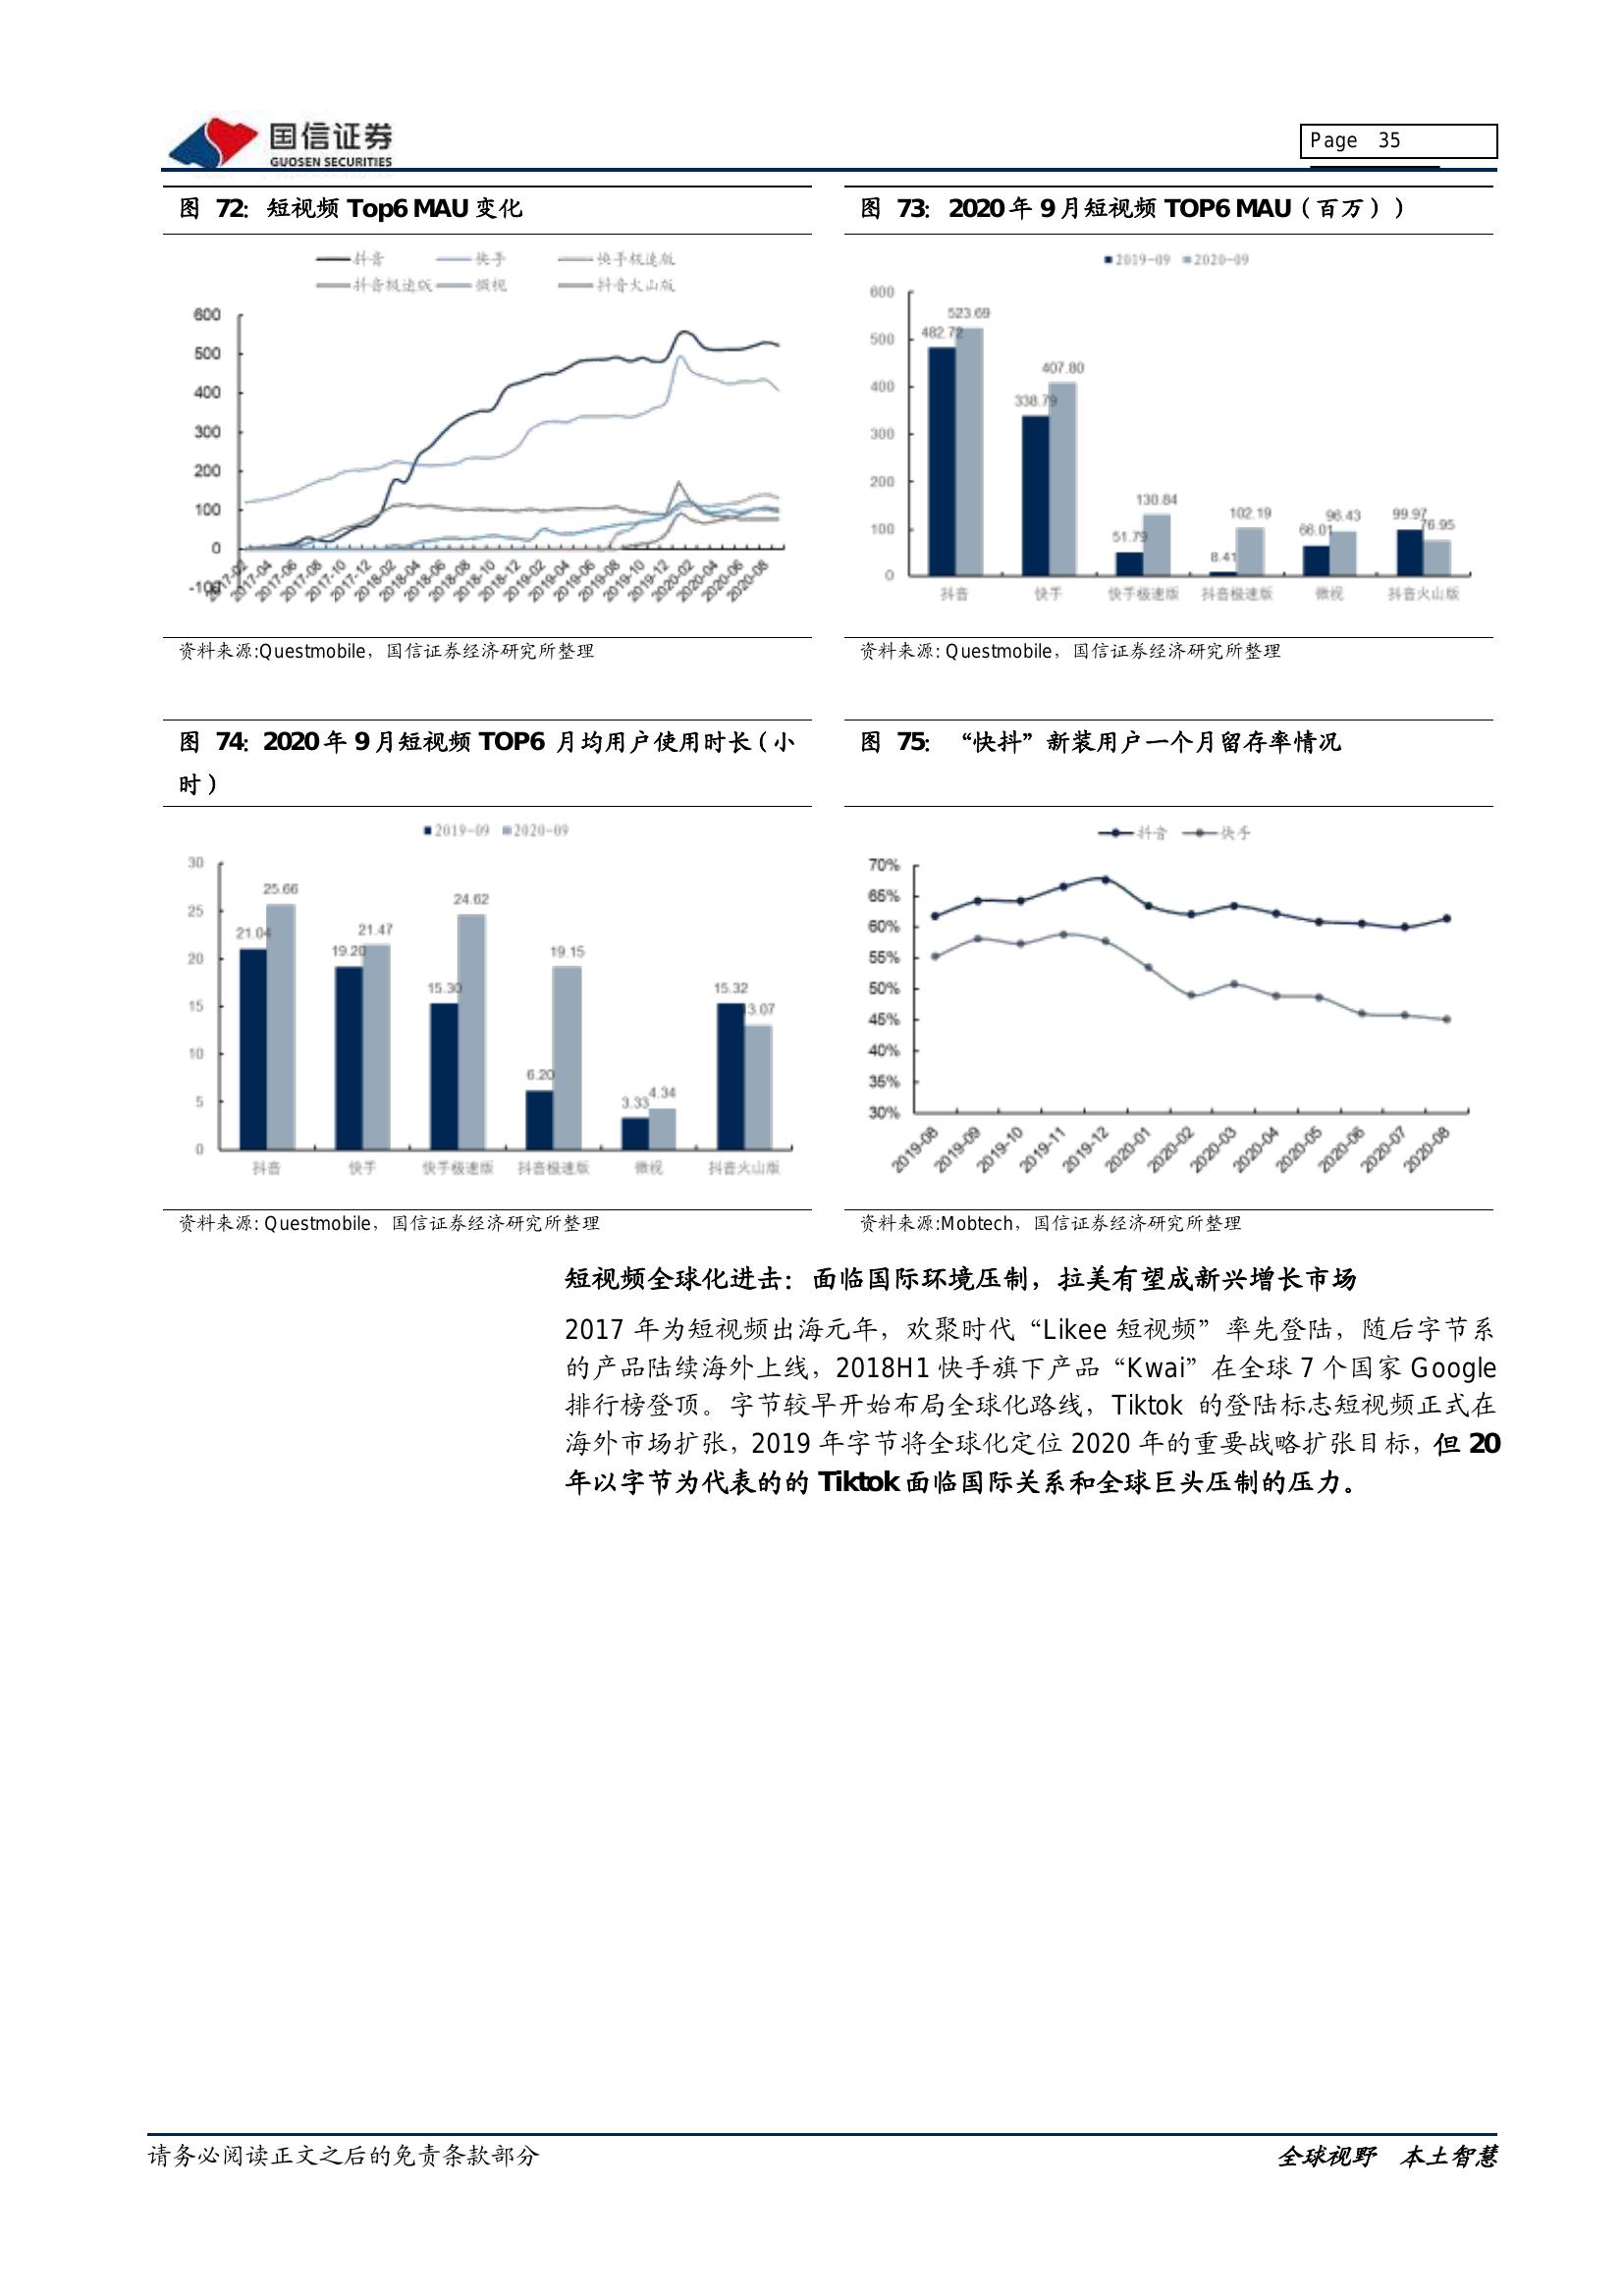 国信证券
GUOSEN SECURITIES
Page 35
图 72：短视频 Top6 MAU 变化
抖音 快手 快手极速版
抖音极速版 微视 抖音火山版
600
500
400
300
200
100
0
-100
2017-02 2017-04 2017-06 2017-08 2017-10 2017-12 2018-02 2018-04 2018-06 2018-08 2018-10 2018-12 2019-02 2019-04 2019-06 2019-08 2019-10 2019-12 2020-02 2020-04 2020-06 2020-08
资料来源:Questmobile，国信证券经济研究所整理
图 73： 2020 年 9 月短视频 TOP6 MAU（百万））
2019-09 2020-09
600
500
400
300
200
100
0
482.72 523.69
338.79 407.80
51.79 130.84
8.41 102.19
66.01 96.43
99.97 76.95
抖音 快手 快手极速版 抖音极速版 微视 抖音火山版
资料来源: Questmobile，国信证券经济研究所整理
图 74：2020 年 9 月短视频 TOP6 月均用户使用时长（小
时）
2019-09 2020-09
30
25
20
15
10
5
0
21.04 25.66
19.20 21.47
15.30 24.62
6.20 19.15
3.33 4.34
15.32 3.07
抖音 快手 快手极速版 抖音极速版 微视 抖音火山版
资料来源: Questmobile，国信证券经济研究所整理
图 75： “快抖”新装用户一个月留存率情况
抖音 快手
70%
65%
60%
55%
50%
45%
40%
35%
30%
2019-08 2019-09 2019-10 2019-11 2019-12 2020-01 2020-02 2020-03 2020-04 2020-05 2020-06 2020-07 2020-08
资料来源:Mobtech，国信证券经济研究所整理
短视频全球化进击：面临国际环境压制，拉美有望成新兴增长市场
2017 年为短视频出海元年，欢聚时代“Likee 短视频”率先登陆，随后字节系
的产品陆续海外上线，2018H1 快手旗下产品“Kwai”在全球 7 个国家 Google
排行榜登顶。字节较早开始布局全球化路线，Tiktok 的登陆标志短视频正式在
海外市场扩张，2019 年字节将全球化定位 2020 年的重要战略扩张目标，但 20
年以字节为代表的的 Tiktok 面临国际关系和全球巨头压制的压力。
请务必阅读正文之后的免责条款部分
全球视野 本土智慧